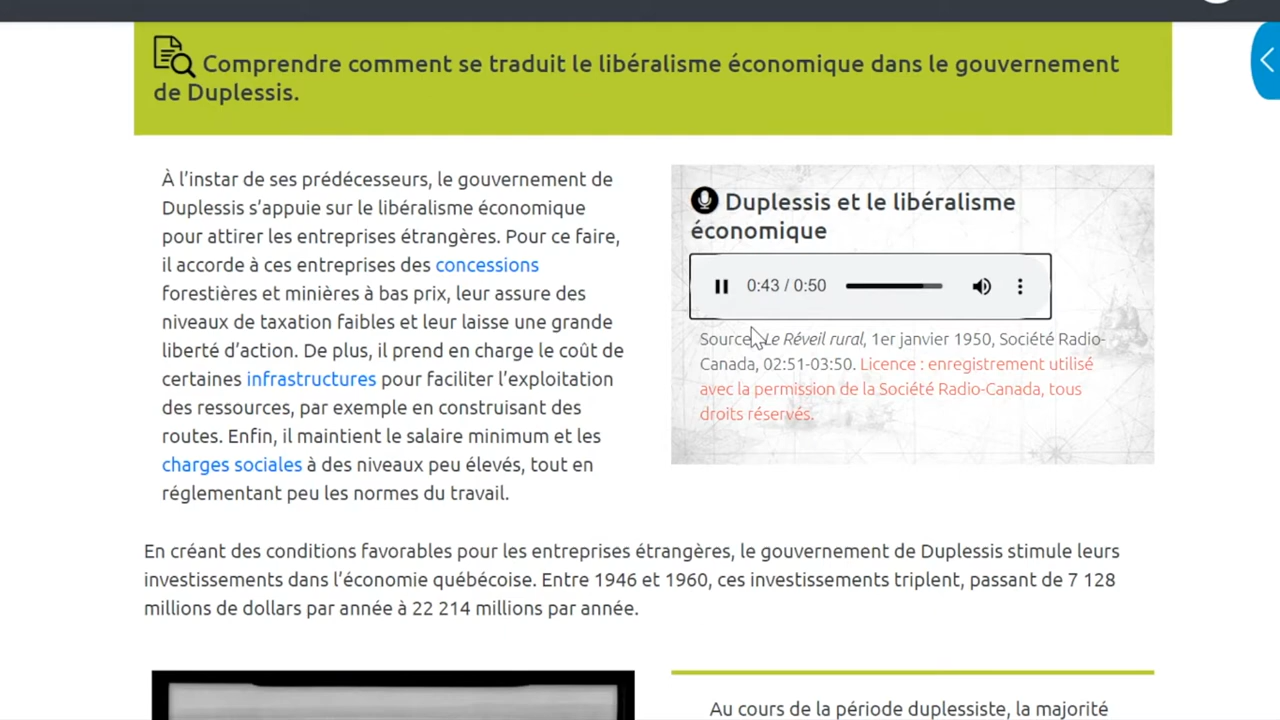 Comprendre comment se traduit le libéralisme économique dans le gouvernement
de Duplessis.
À l’instar de ses prédécesseurs, le gouvernement de
Duplessis s’appuie sur le libéralisme économique
pour attirer les entreprises étrangères. Pour ce faire,
il accorde à ces entreprises des concessions
forestières et minières à bas prix, leur assure des
niveaux de taxation faibles et leur laisse une grande
liberté d’action. De plus, il prend en charge le coût de
certaines infrastructures pour faciliter l’exploitation
des ressources, par exemple en construisant des
routes. Enfin, il maintient le salaire minimum et les
charges sociales à des niveaux peu élevés, tout en
réglementant peu les normes du travail.
Duplessis et le libéralisme
économique
0:43 / 0:50
Source Le Réveil rural, 1er janvier 1950, Société Radio-
Canada, 02:51-03:50. Licence : enregistrement utilisé
avec la permission de la Société Radio-Canada, tous
droits réservés.
En créant des conditions favorables pour les entreprises étrangères, le gouvernement de Duplessis stimule leurs
investissements dans l’économie québécoise. Entre 1946 et 1960, ces investissements triplent, passant de 7 128
millions de dollars par année à 22 214 millions par année.
Au cours de la période duplessiste, la majorité